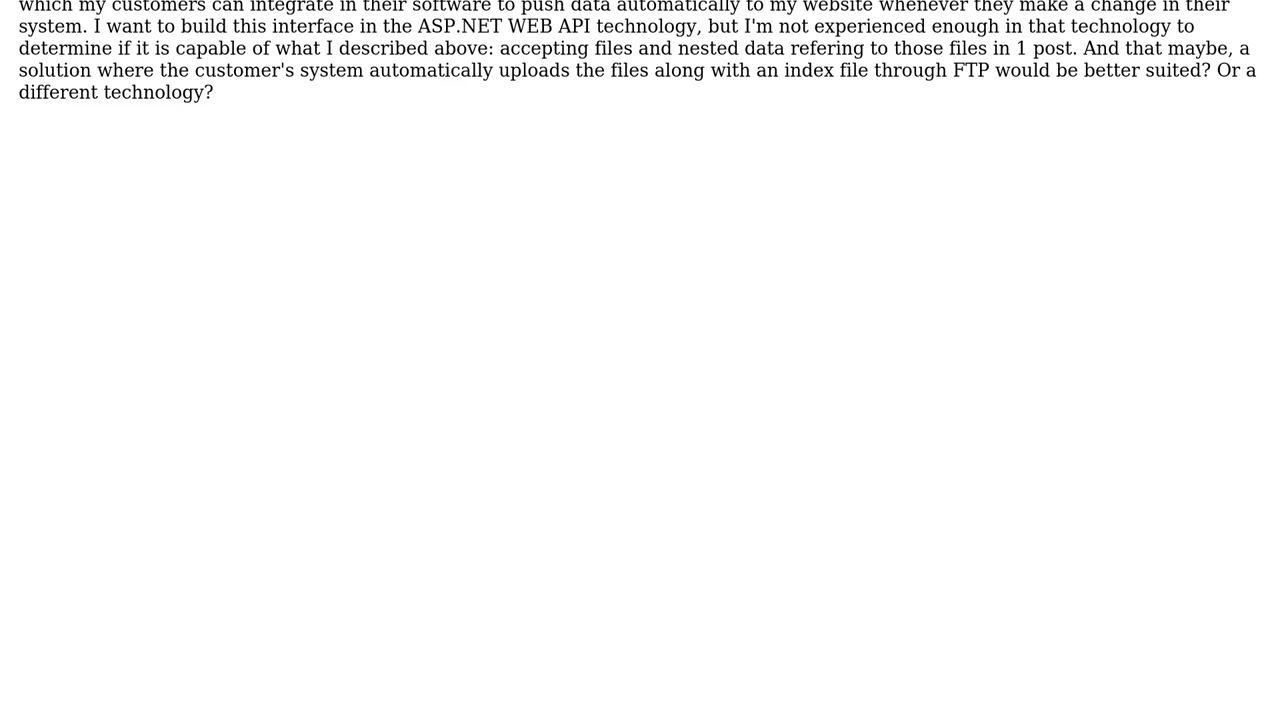 which my customers can integrate in their software to push data automatically to my website whenever they make a change in their
system. I want to build this interface in the ASP.NET WEB API technology, but I'm not experienced enough in that technology to
determine if it is capable of what I described above: accepting files and nested data refering to those files in 1 post. And that maybe, a
solution where the customer's system automatically uploads the files along with an index file through FTP would be better suited? Or a
different technology?